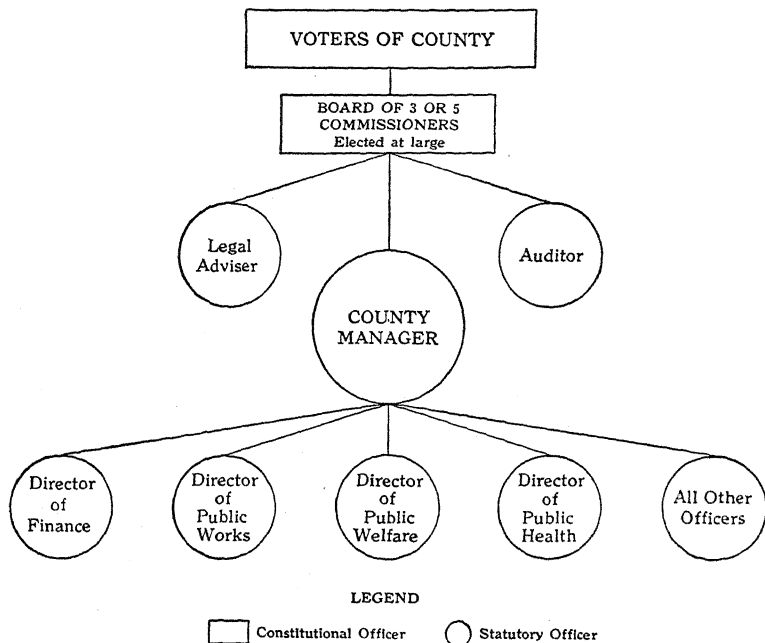 VOTERS OF COUNTY
BOARD OF 3 OR 5
COMMISSIONERS
Elected at large
Legal
Adviser
Auditor
COUNTY
MANAGER
Director
of
Finance
Director
of
Public
Works
Director
of
Public
Welfare
Director
of
Public
Health
All Other
Officers
LEGEND
Constitutional Officer
Statutory Officer